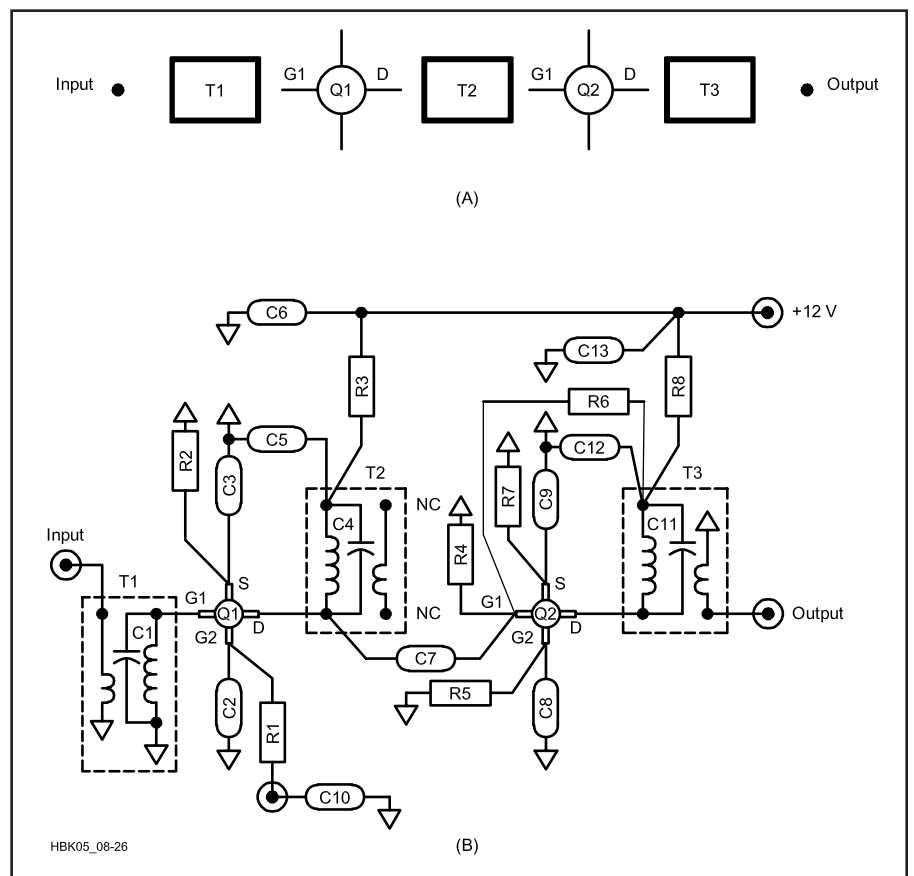 Input G1 Q1 D G1 Q2 D Output
T1 T2 T3
(A)
C6 +12 V
C13
R3 R8
R6
R2 C5 C12
C3 T2 R7 C9 T3
C4 NC C11
Input R4
T1 S S
G1 Q1 D NC G1 Q2 D Output
C1 G2 G2
C7
C2 R5 C8
R1
C10
HBK05_08-26 (B)